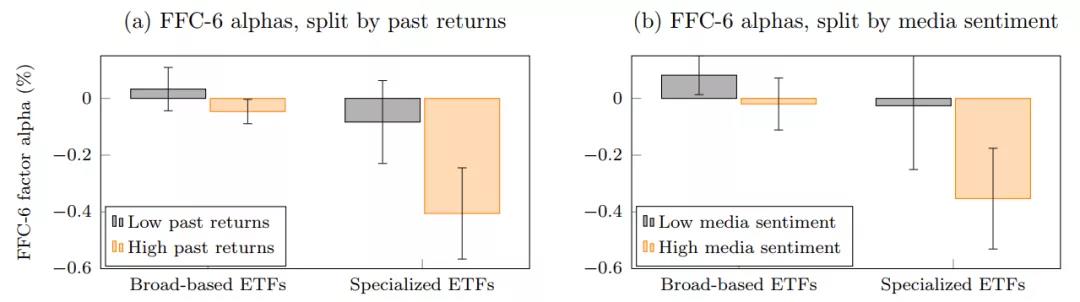 (a) FFC-6 alphas, split by past returns
FFC-6 factor alpha (%)
0
−0.2
−0.4
−0.6
Low past returns
High past returns
Broad-based ETFs
Specialized ETFs
(b) FFC-6 alphas, split by media sentiment
0
−0.2
−0.4
−0.6
Low media sentiment
High media sentiment
Broad-based ETFs
Specialized ETFs